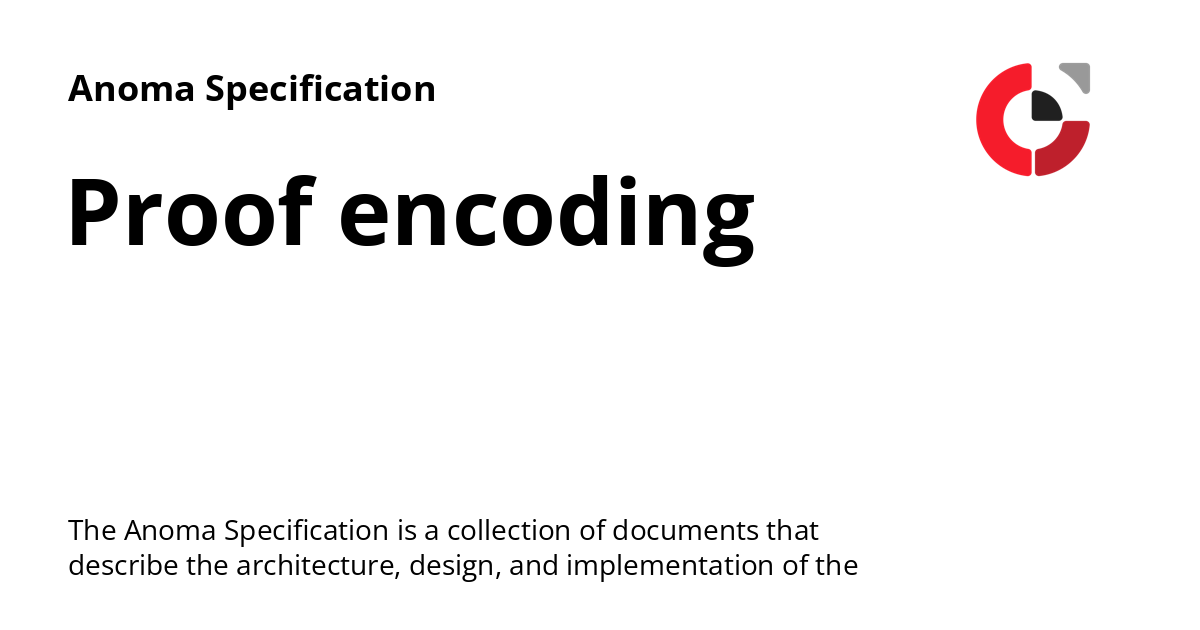 Anoma Specification
Proof encoding
The Anoma Specification is a collection of documents that
describe the architecture, design, and implementation of the